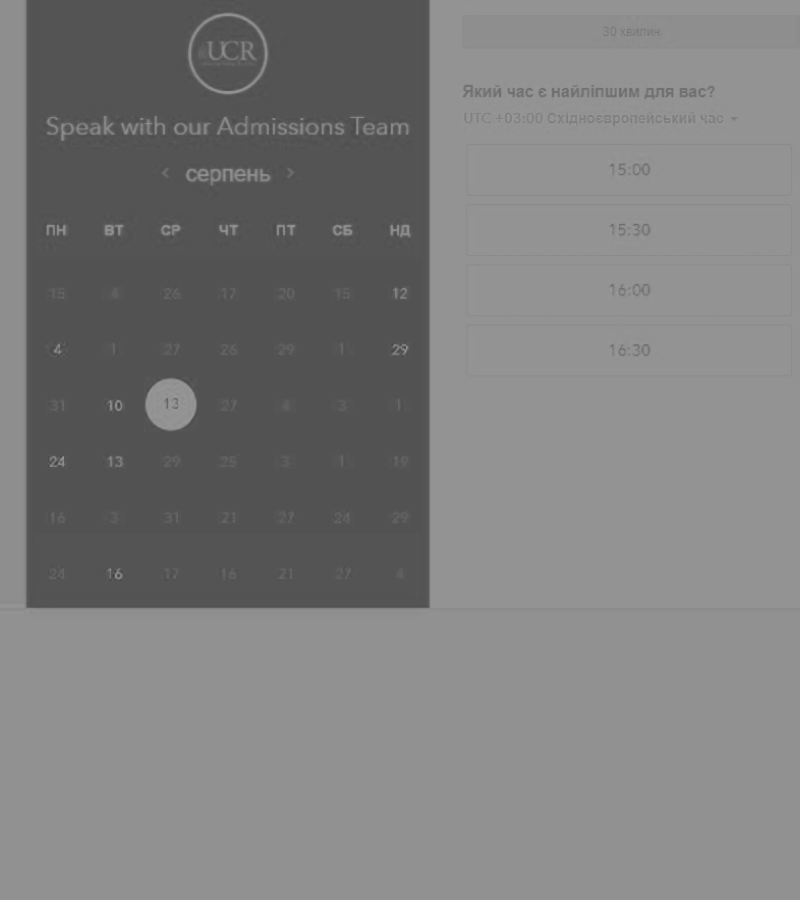 UCR
Speak with our Admissions Team
‹ серпень ›
ПН ВТ СР ЧТ ПТ СБ НД
15 4 26 17 20 15 12
4 1 27 26 29 1 29
31 10 13 27 4 3 1
24 13 29 25 3 1 19
16 3 31 21 27 24 29
24 16 17 16 21 27 4
30 хвилин
Який час є найліпшим для вас?
UTC +03:00 Східноєвропейський час
15:00
15:30
16:00
16:30